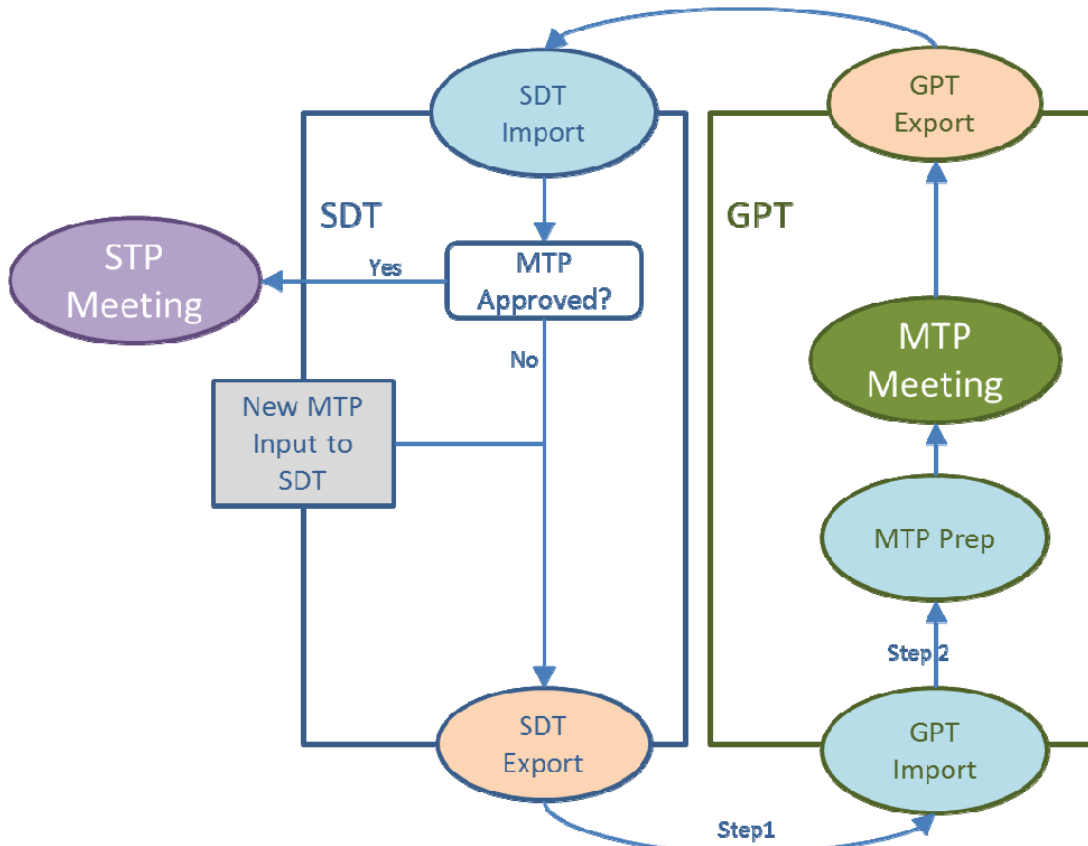 SDT
Import
GPT
Export
SDT
GPT
STP
Meeting
Yes
MTP
Approved?
No
MTP
Meeting
New MTP
Input to
SDT
MTP Prep
Step 2
SDT
Export
GPT
Import
Step1